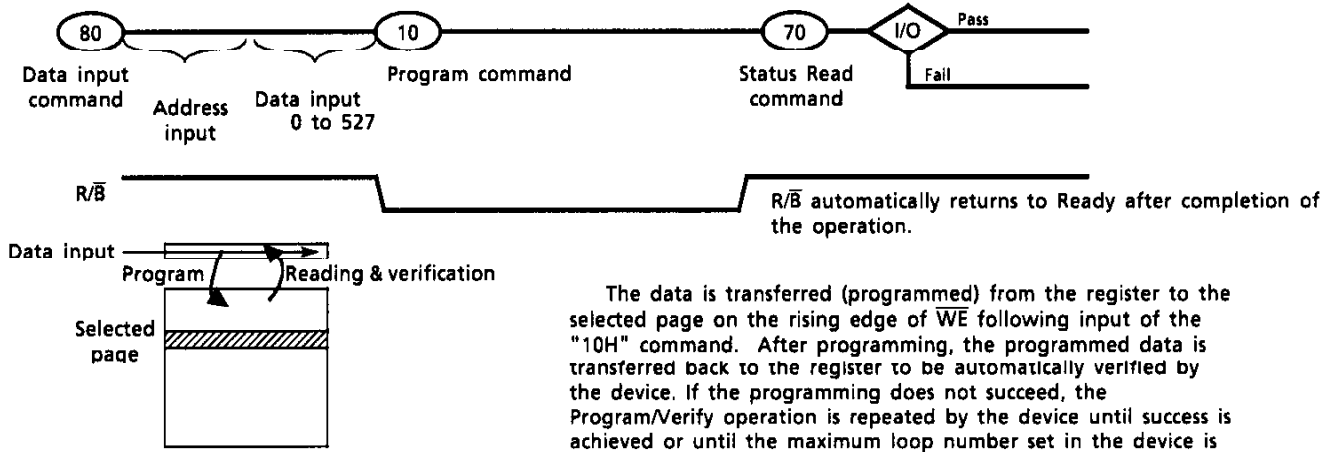 80
10
70
I/O
Pass
Fail
Data input
command
Address
input
Data input
0 to 527
Program command
Status Read
command
R/B̅
R/B̅ automatically returns to Ready after completion of
the operation.
Data input
Program
Reading & verification
Selected
page
The data is transferred (programmed) from the register to the
selected page on the rising edge of W̅E̅ following input of the
"10H" command. After programming, the programmed data is
transferred back to the register to be automatically verified by
the device. If the programming does not succeed, the
Program/Verify operation is repeated by the device until success is
achieved or until the maximum loop number set in the device is